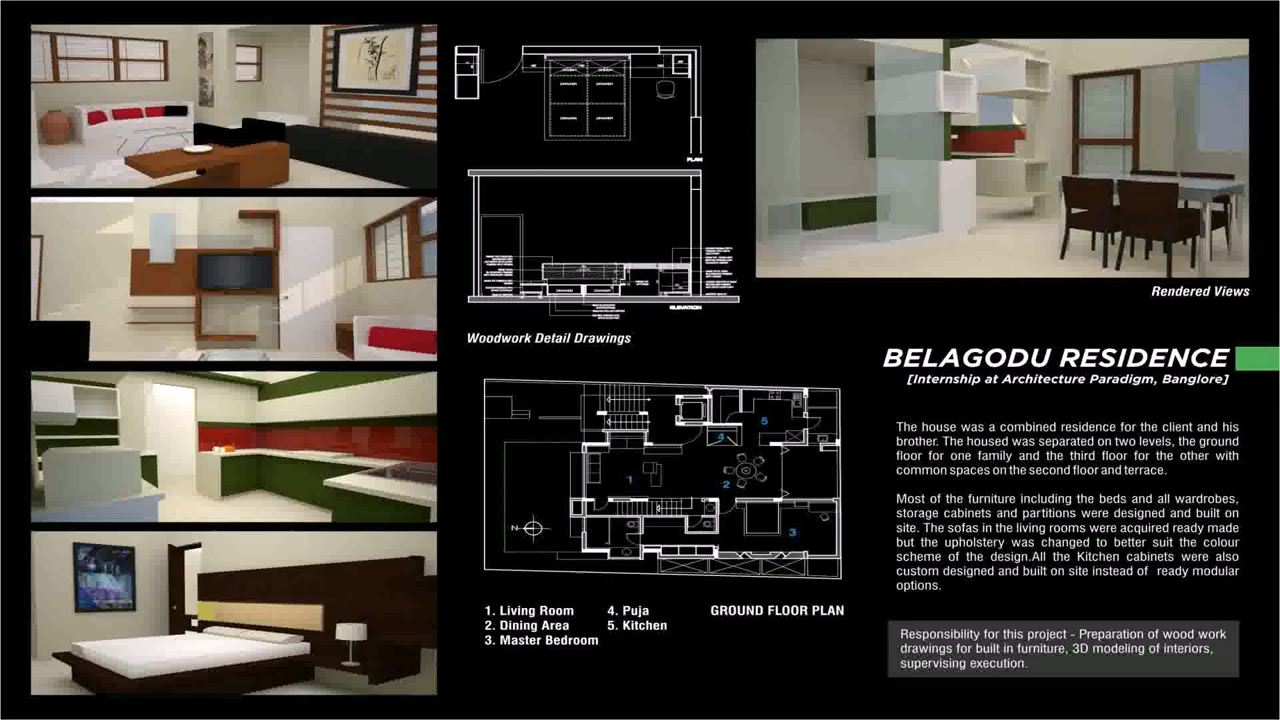 PLAN
ELEVATION
Woodwork Detail Drawings
Rendered Views
BELAGODU RESIDENCE
[Internship at Architecture Paradigm, Banglore]
The house was a combined residence for the client and his
brother. The housed was separated on two levels, the ground
floor for one family and the third floor for the other with
common spaces on the second floor and terrace.
Most of the furniture including the beds and all wardrobes,
storage cabinets and partitions were designed and built on
site. The sofas in the living rooms were acquired ready made
but the upholstery was changed to better suit the colour
scheme of the design.All the Kitchen cabinets were also
custom designed and built on site instead of ready modular
options.
Responsibility for this project - Preparation of wood work
drawings for built in furniture, 3D modeling of interiors,
supervising execution.
5
4
1
2
3
N
1. Living Room
2. Dining Area
3. Master Bedroom
4. Puja
5. Kitchen
GROUND FLOOR PLAN